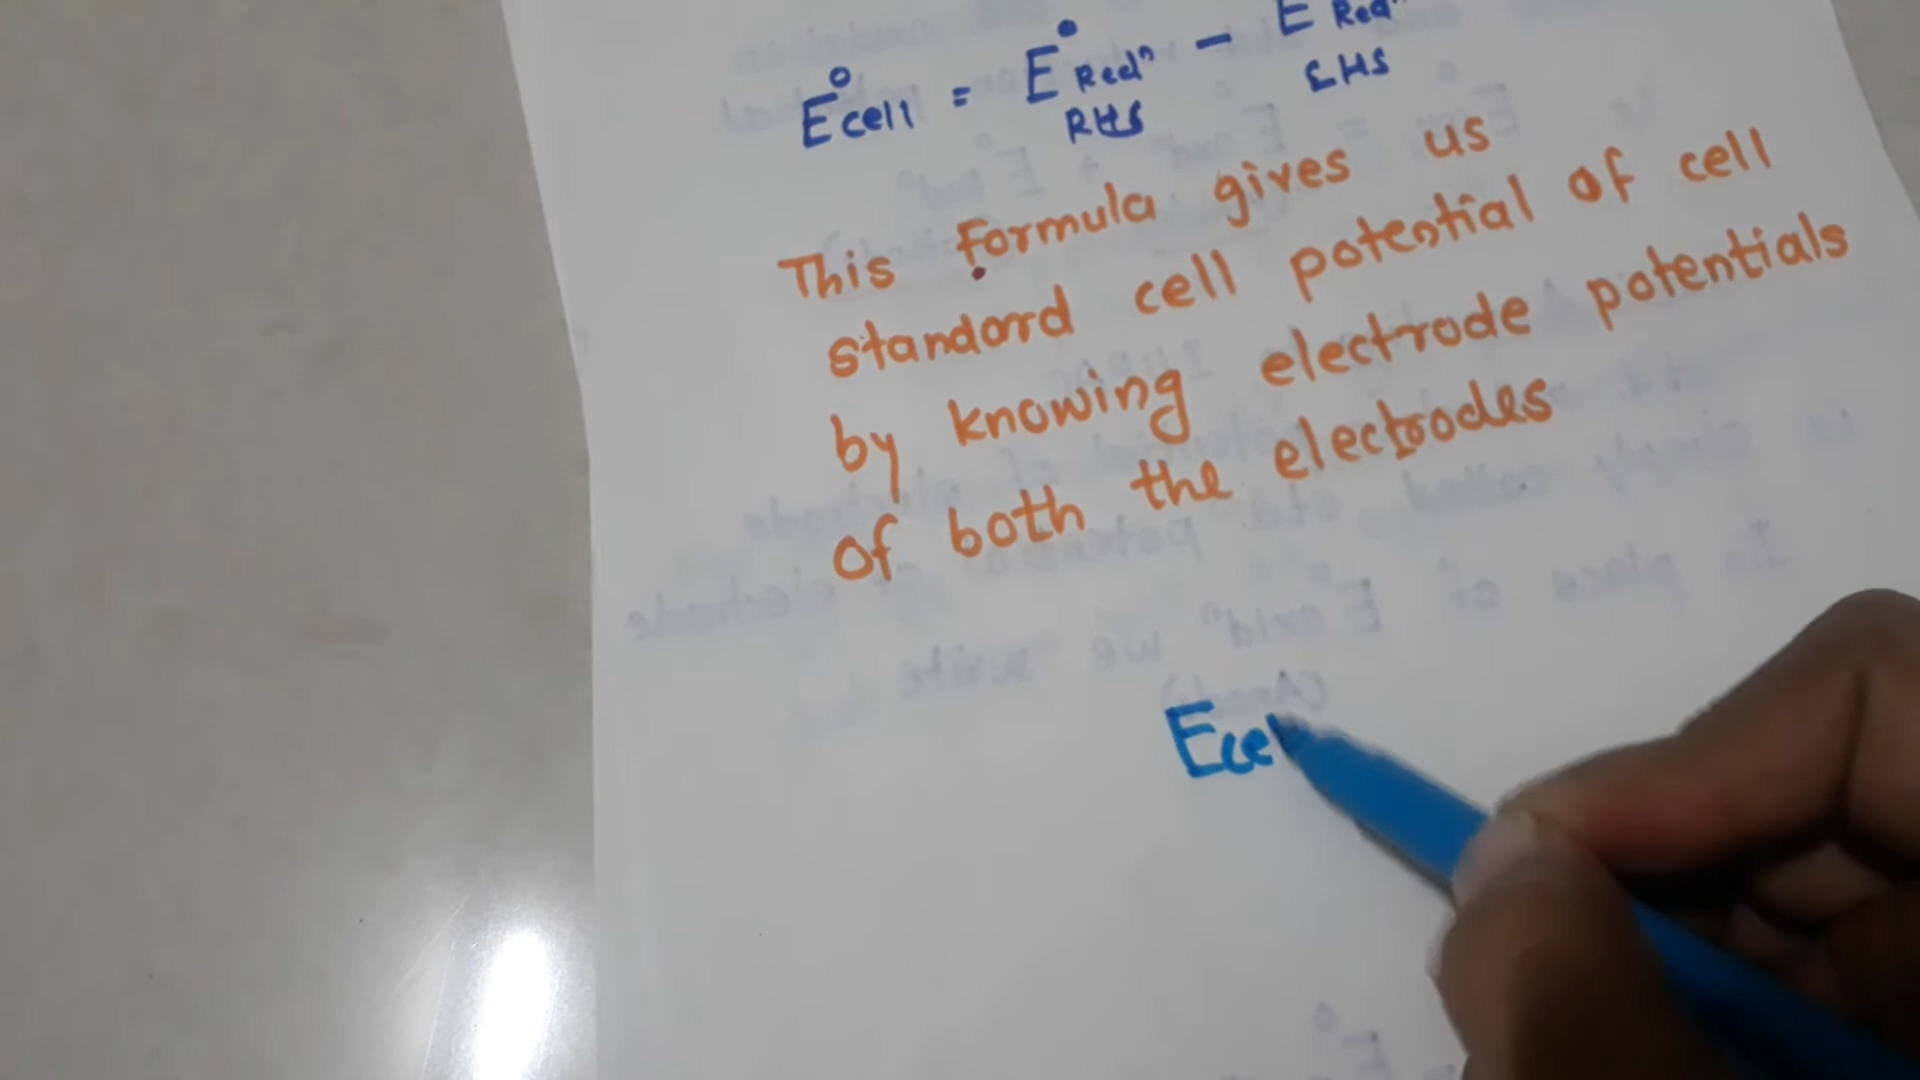 E°cell = E°Redⁿ RHS - E Redⁿ LHS
This Formula gives us
standard cell potential of cell
by knowing electrode potentials
of both the electrodes
Ece